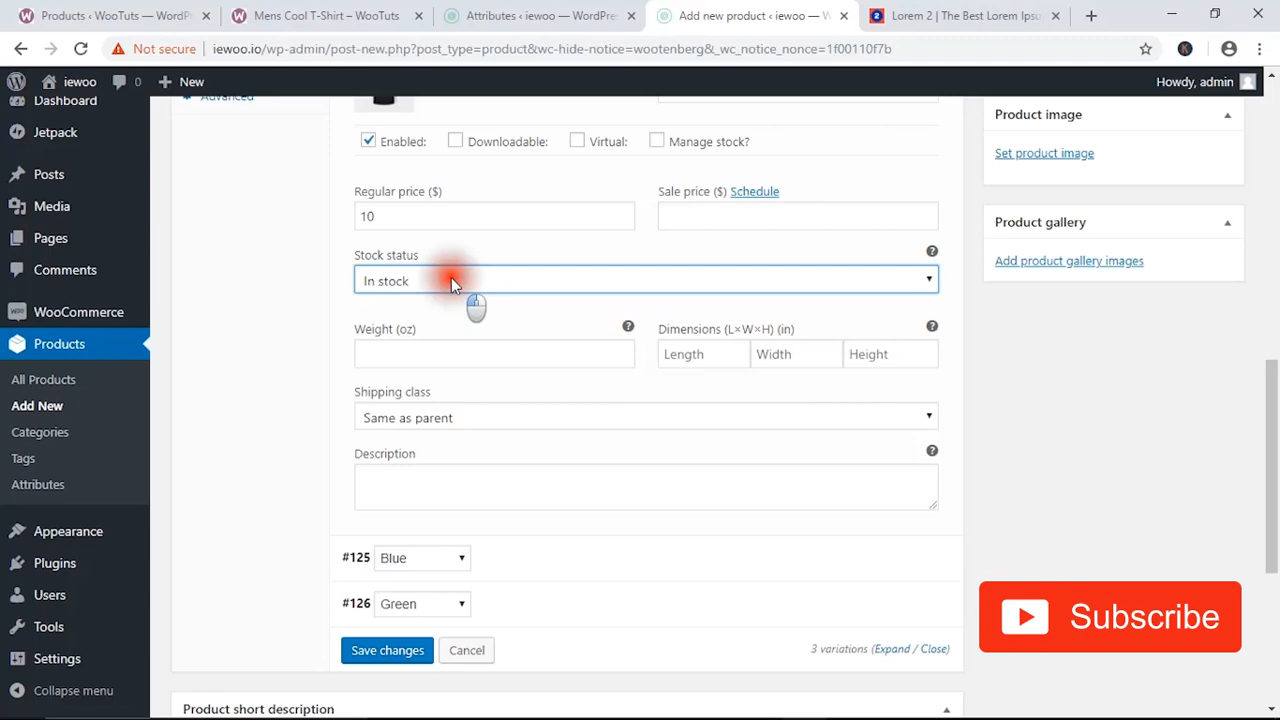 Products ‹ WooTuts — WordPr
Mens Cool T-Shirt – WooTuts
Attributes ‹ iewoo — WordPres
Add new product ‹ iewoo — W
Lorem 2 | The Best Lorem Ipsu
Not secure
iewoo.io/wp-admin/post-new.php?post_type=product&wc-hide-notice=wootenberg&_wc_notice_nonce=1f00110f7b
iewoo
0
New
Howdy, admin
Dashboard
Jetpack
Posts
Media
Pages
Comments
WooCommerce
Products
All Products
Add New
Categories
Tags
Attributes
Appearance
Plugins
Users
Tools
Settings
Collapse menu
Advanced
Enabled:
Downloadable:
Virtual:
Manage stock?
Regular price ($)
Sale price ($) Schedule
10
Stock status
In stock
Weight (oz)
Dimensions (L×W×H) (in)
Length
Width
Height
Shipping class
Same as parent
Description
#125 Blue
#126 Green
Save changes
Cancel
3 variations (Expand / Close)
Product short description
Product image
Set product image
Product gallery
Add product gallery images
Subscribe